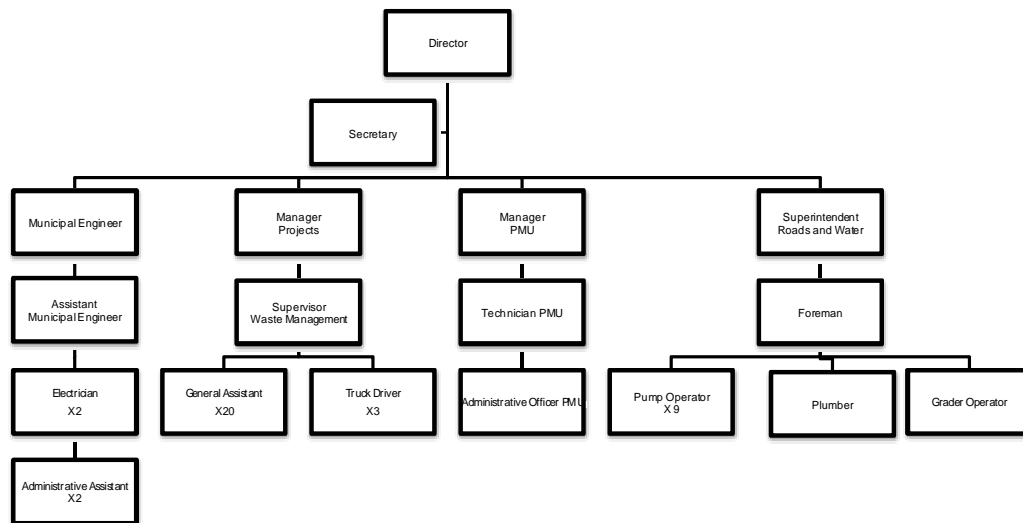 Director
Secretary
Municipal Engineer
Manager
Projects
Manager
PMU
Superintendent
Roads and Water
Assistant
Municipal Engineer
Supervisor
Waste Management
Technician PMU
Foreman
Electrician
X2
General Assistant
X20
Truck Driver
X3
Administrative Officer PMU
Pump Operator
X 9
Plumber
Grader Operator
Administrative Assistant
X2